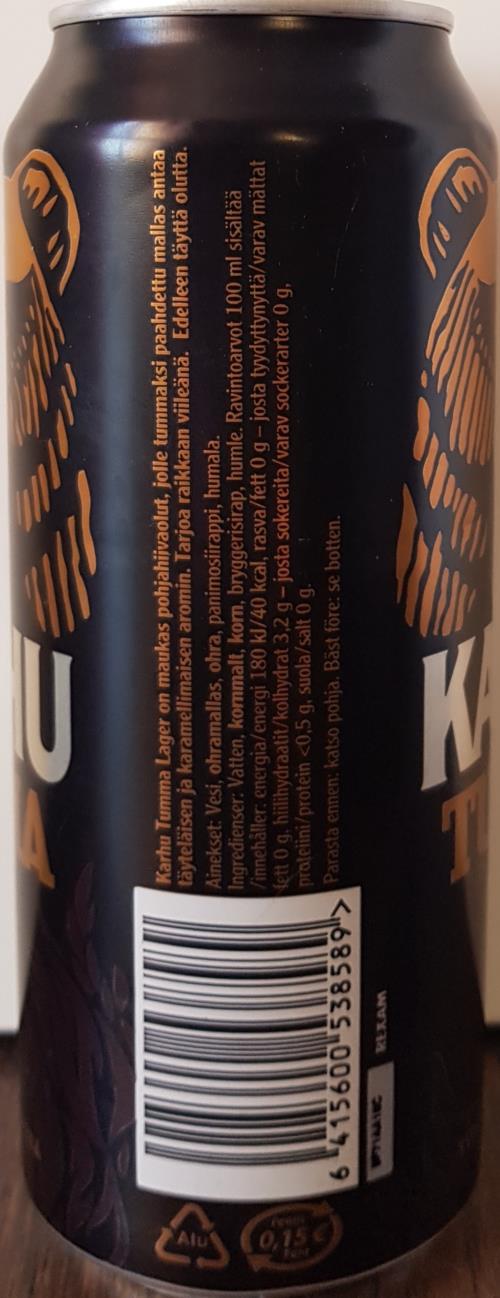 Karhu Tumma Lager on maukas pohjahiivaolut, jolle tummaksi paahdettu mallas antaa
täyteläisen ja karamellimaisen aromin. Tarjoa raikkaan viileänä. Edelleen täyttä olutta.
Ainekset: Vesi, ohramallas, ohra, panimosiirappi, humala.
Ingredienser: Vatten, kornmalt, korn, bryggerisirap, humle. Ravintoarvot 100 ml sisältää
/innehåller: energia/energi 180 kJ/40 kcal, rasva/fett 0 g – josta tyydyttynyttä/varav mättat
fett 0 g, hiilihydraatit/kolhydrat 3,2 g – josta sokereita/varav sockerarter 0 g,
proteiini/protein <0,5 g, suola/salt 0 g.
Parasta ennen: katso pohja. Bäst före: se botten.
6 415600 538589>
REXAM
HU
A
KA
T
Alu
0,15 €